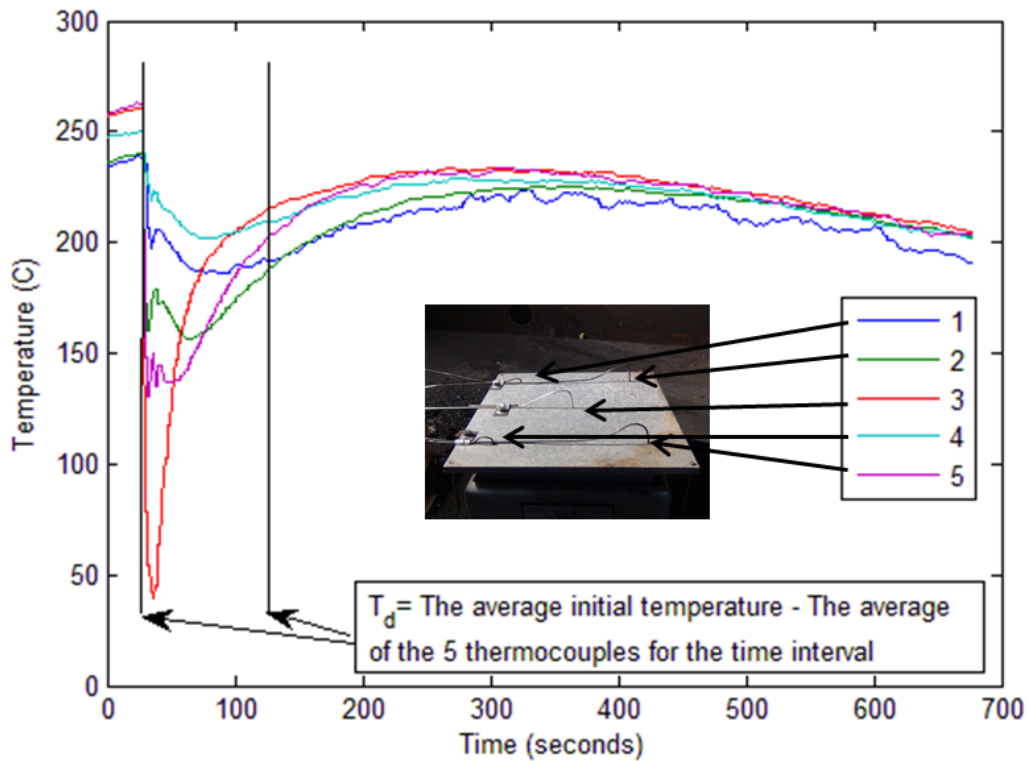 300
250
200
150
100
50
0
Temperature (C)
1
2
3
4
5
T_d= The average initial temperature - The average
of the 5 thermocouples for the time interval
0 100 200 300 400 500 600 700
Time (seconds)